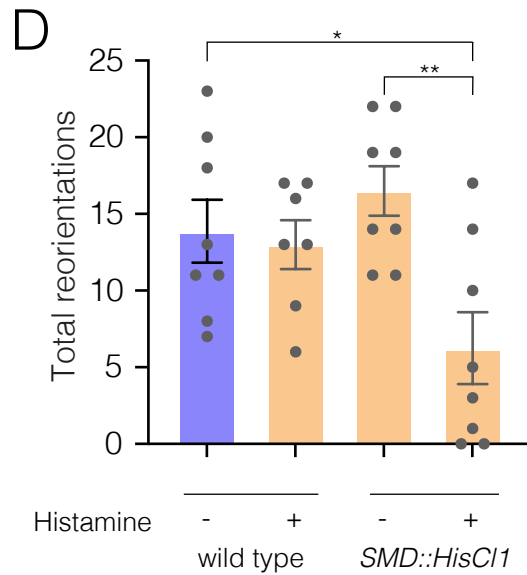 D
*
**
Total reorientations
25
20
15
10
5
0
Histamine - + - +
wild type SMD::HisCl1